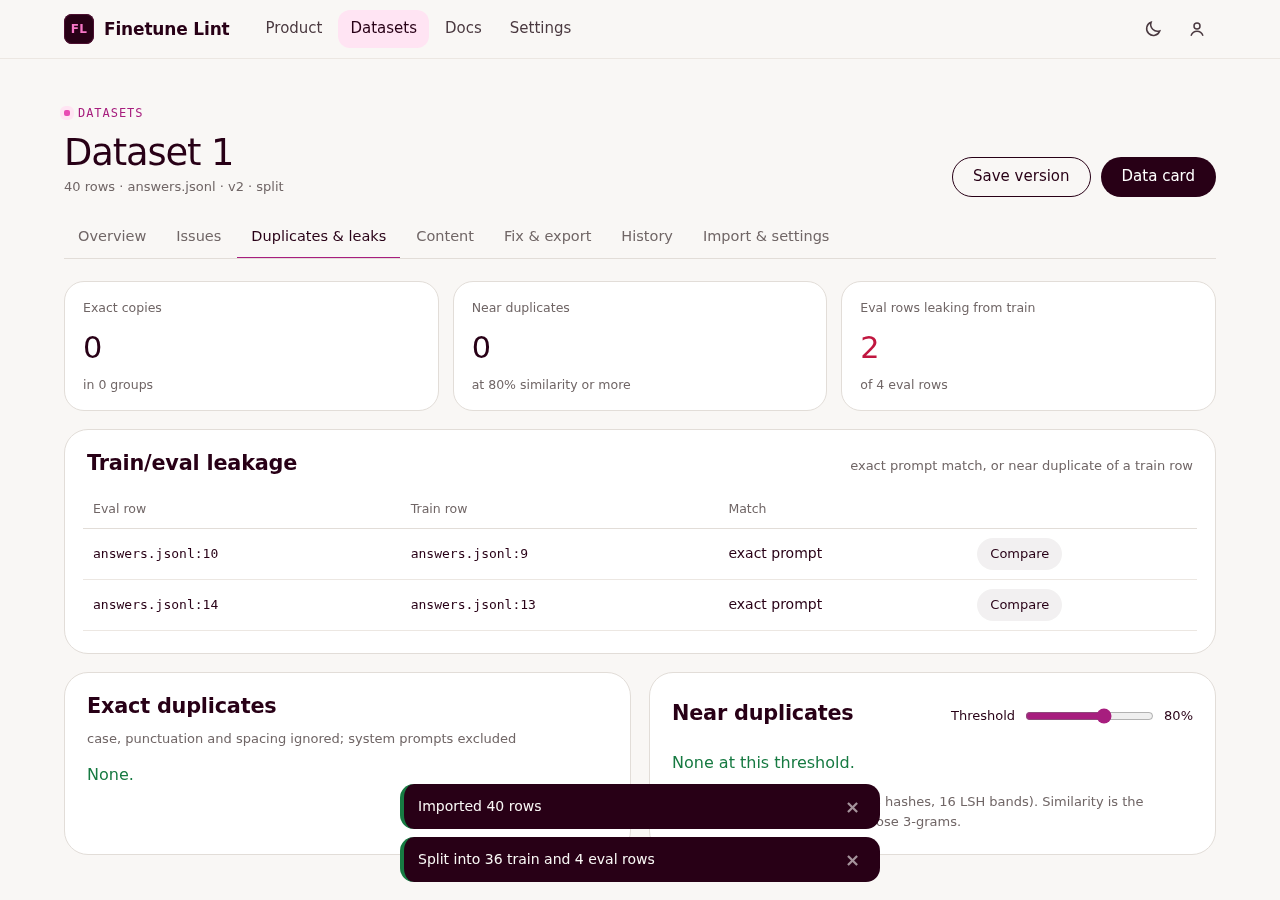 FL Finetune Lint Product Datasets Docs Settings
DATASETS
Dataset 1
40 rows · answers.jsonl · v2 · split
Save version Data card
Overview Issues Duplicates & leaks Content Fix & export History Import & settings
Exact copies
0
in 0 groups
Near duplicates
0
at 80% similarity or more
Eval rows leaking from train
2
of 4 eval rows
Train/eval leakage
exact prompt match, or near duplicate of a train row
Eval row Train row Match
answers.jsonl:10 answers.jsonl:9 exact prompt Compare
answers.jsonl:14 answers.jsonl:13 exact prompt Compare
Exact duplicates
case, punctuation and spacing ignored; system prompts excluded
None.
Near duplicates
Threshold 80%
None at this threshold.
hashes, 16 LSH bands). Similarity is the
3-grams.
Imported 40 rows ×
Split into 36 train and 4 eval rows ×